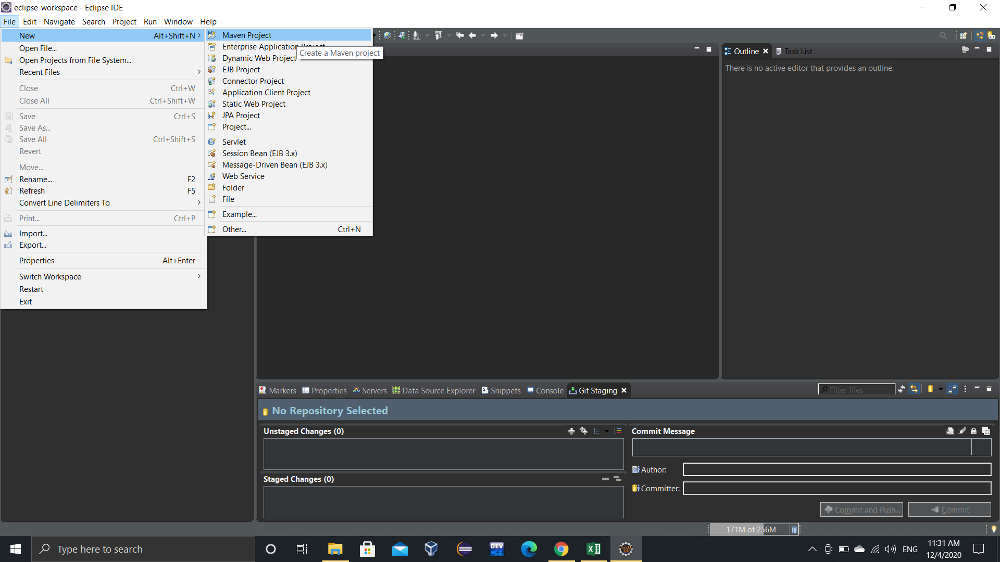 eclipse-workspace - Eclipse IDE
File Edit Navigate Search Project Run Window Help
New Alt+Shift+N
Open File...
Open Projects from File System...
Recent Files
Close Ctrl+W
Close All Ctrl+Shift+W
Save Ctrl+S
Save As...
Save All Ctrl+Shift+S
Revert
Move...
Rename... F2
Refresh F5
Convert Line Delimiters To
Print... Ctrl+P
Import...
Export...
Properties Alt+Enter
Switch Workspace
Restart
Exit
Maven Project
Enterprise Application Project
Create a Maven project
Dynamic Web Project
EJB Project
Connector Project
Application Client Project
Static Web Project
JPA Project
Project...
Servlet
Session Bean (EJB 3.x)
Message-Driven Bean (EJB 3.x)
Web Service
Folder
File
Example...
Other... Ctrl+N
Outline Task List
There is no active editor that provides an outline.
Markers Properties Servers Data Source Explorer Snippets Console Git Staging
Filter files
No Repository Selected
Unstaged Changes (0)
Staged Changes (0)
Commit Message
Author:
Committer:
Commit and Push... Commit
171M of 256M
Type here to search
DEV
ENG
11:31 AM
12/4/2020